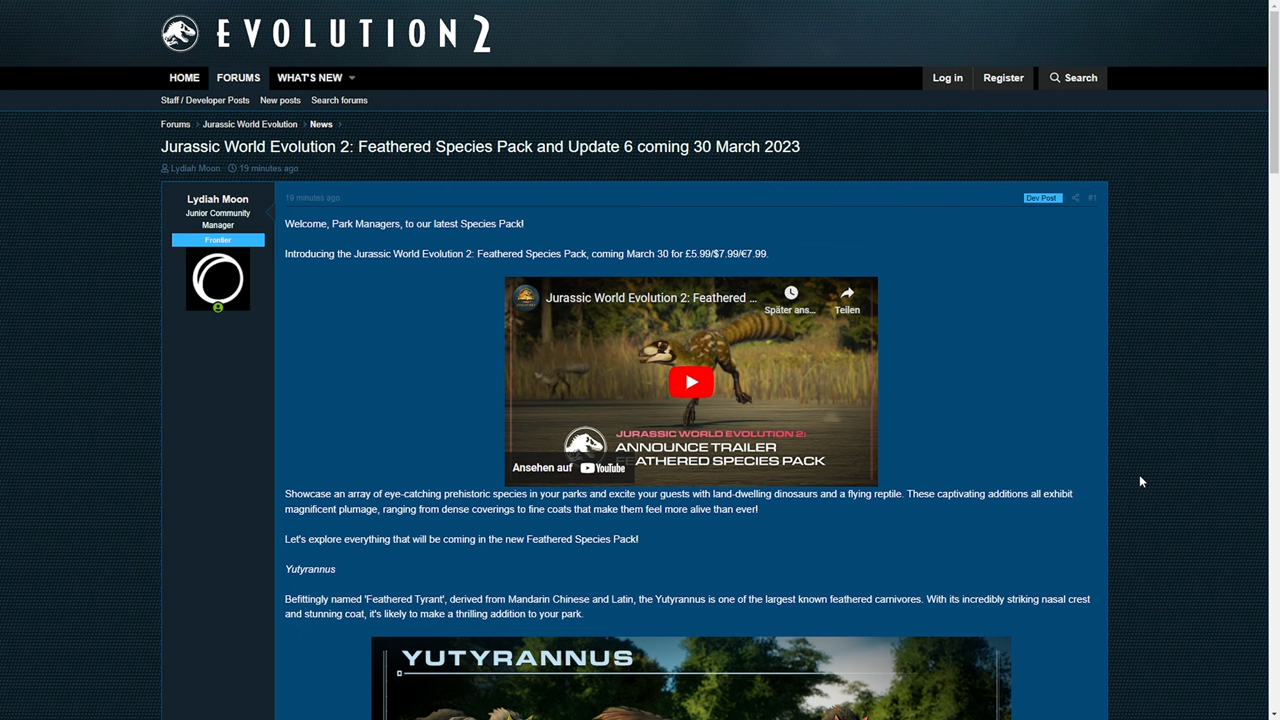 EVOLUTION 2
HOME FORUMS WHAT'S NEW Log in Register Search
Staff / Developer Posts New posts Search forums
Forums Jurassic World Evolution News
Jurassic World Evolution 2: Feathered Species Pack and Update 6 coming 30 March 2023
Lydiah Moon 19 minutes ago
Lydiah Moon
Junior Community
Manager
Frontier
19 minutes ago Dev Post #1
Welcome, Park Managers, to our latest Species Pack!
Introducing the Jurassic World Evolution 2: Feathered Species Pack, coming March 30 for £5.99/$7.99/€7.99.
Jurassic World Evolution 2: Feathered ...
Später ans...
Teilen
JURASSIC WORLD EVOLUTION 2:
ANNOUNCE TRAILER
FEATHERED SPECIES PACK
Ansehen auf YouTube
Showcase an array of eye-catching prehistoric species in your parks and excite your guests with land-dwelling dinosaurs and a flying reptile. These captivating additions all exhibit
magnificent plumage, ranging from dense coverings to fine coats that make them feel more alive than ever!
Let's explore everything that will be coming in the new Feathered Species Pack!
Yutyrannus
Befittingly named 'Feathered Tyrant', derived from Mandarin Chinese and Latin, the Yutyrannus is one of the largest known feathered carnivores. With its incredibly striking nasal crest
and stunning coat, it's likely to make a thrilling addition to your park.
YUTYRANNUS